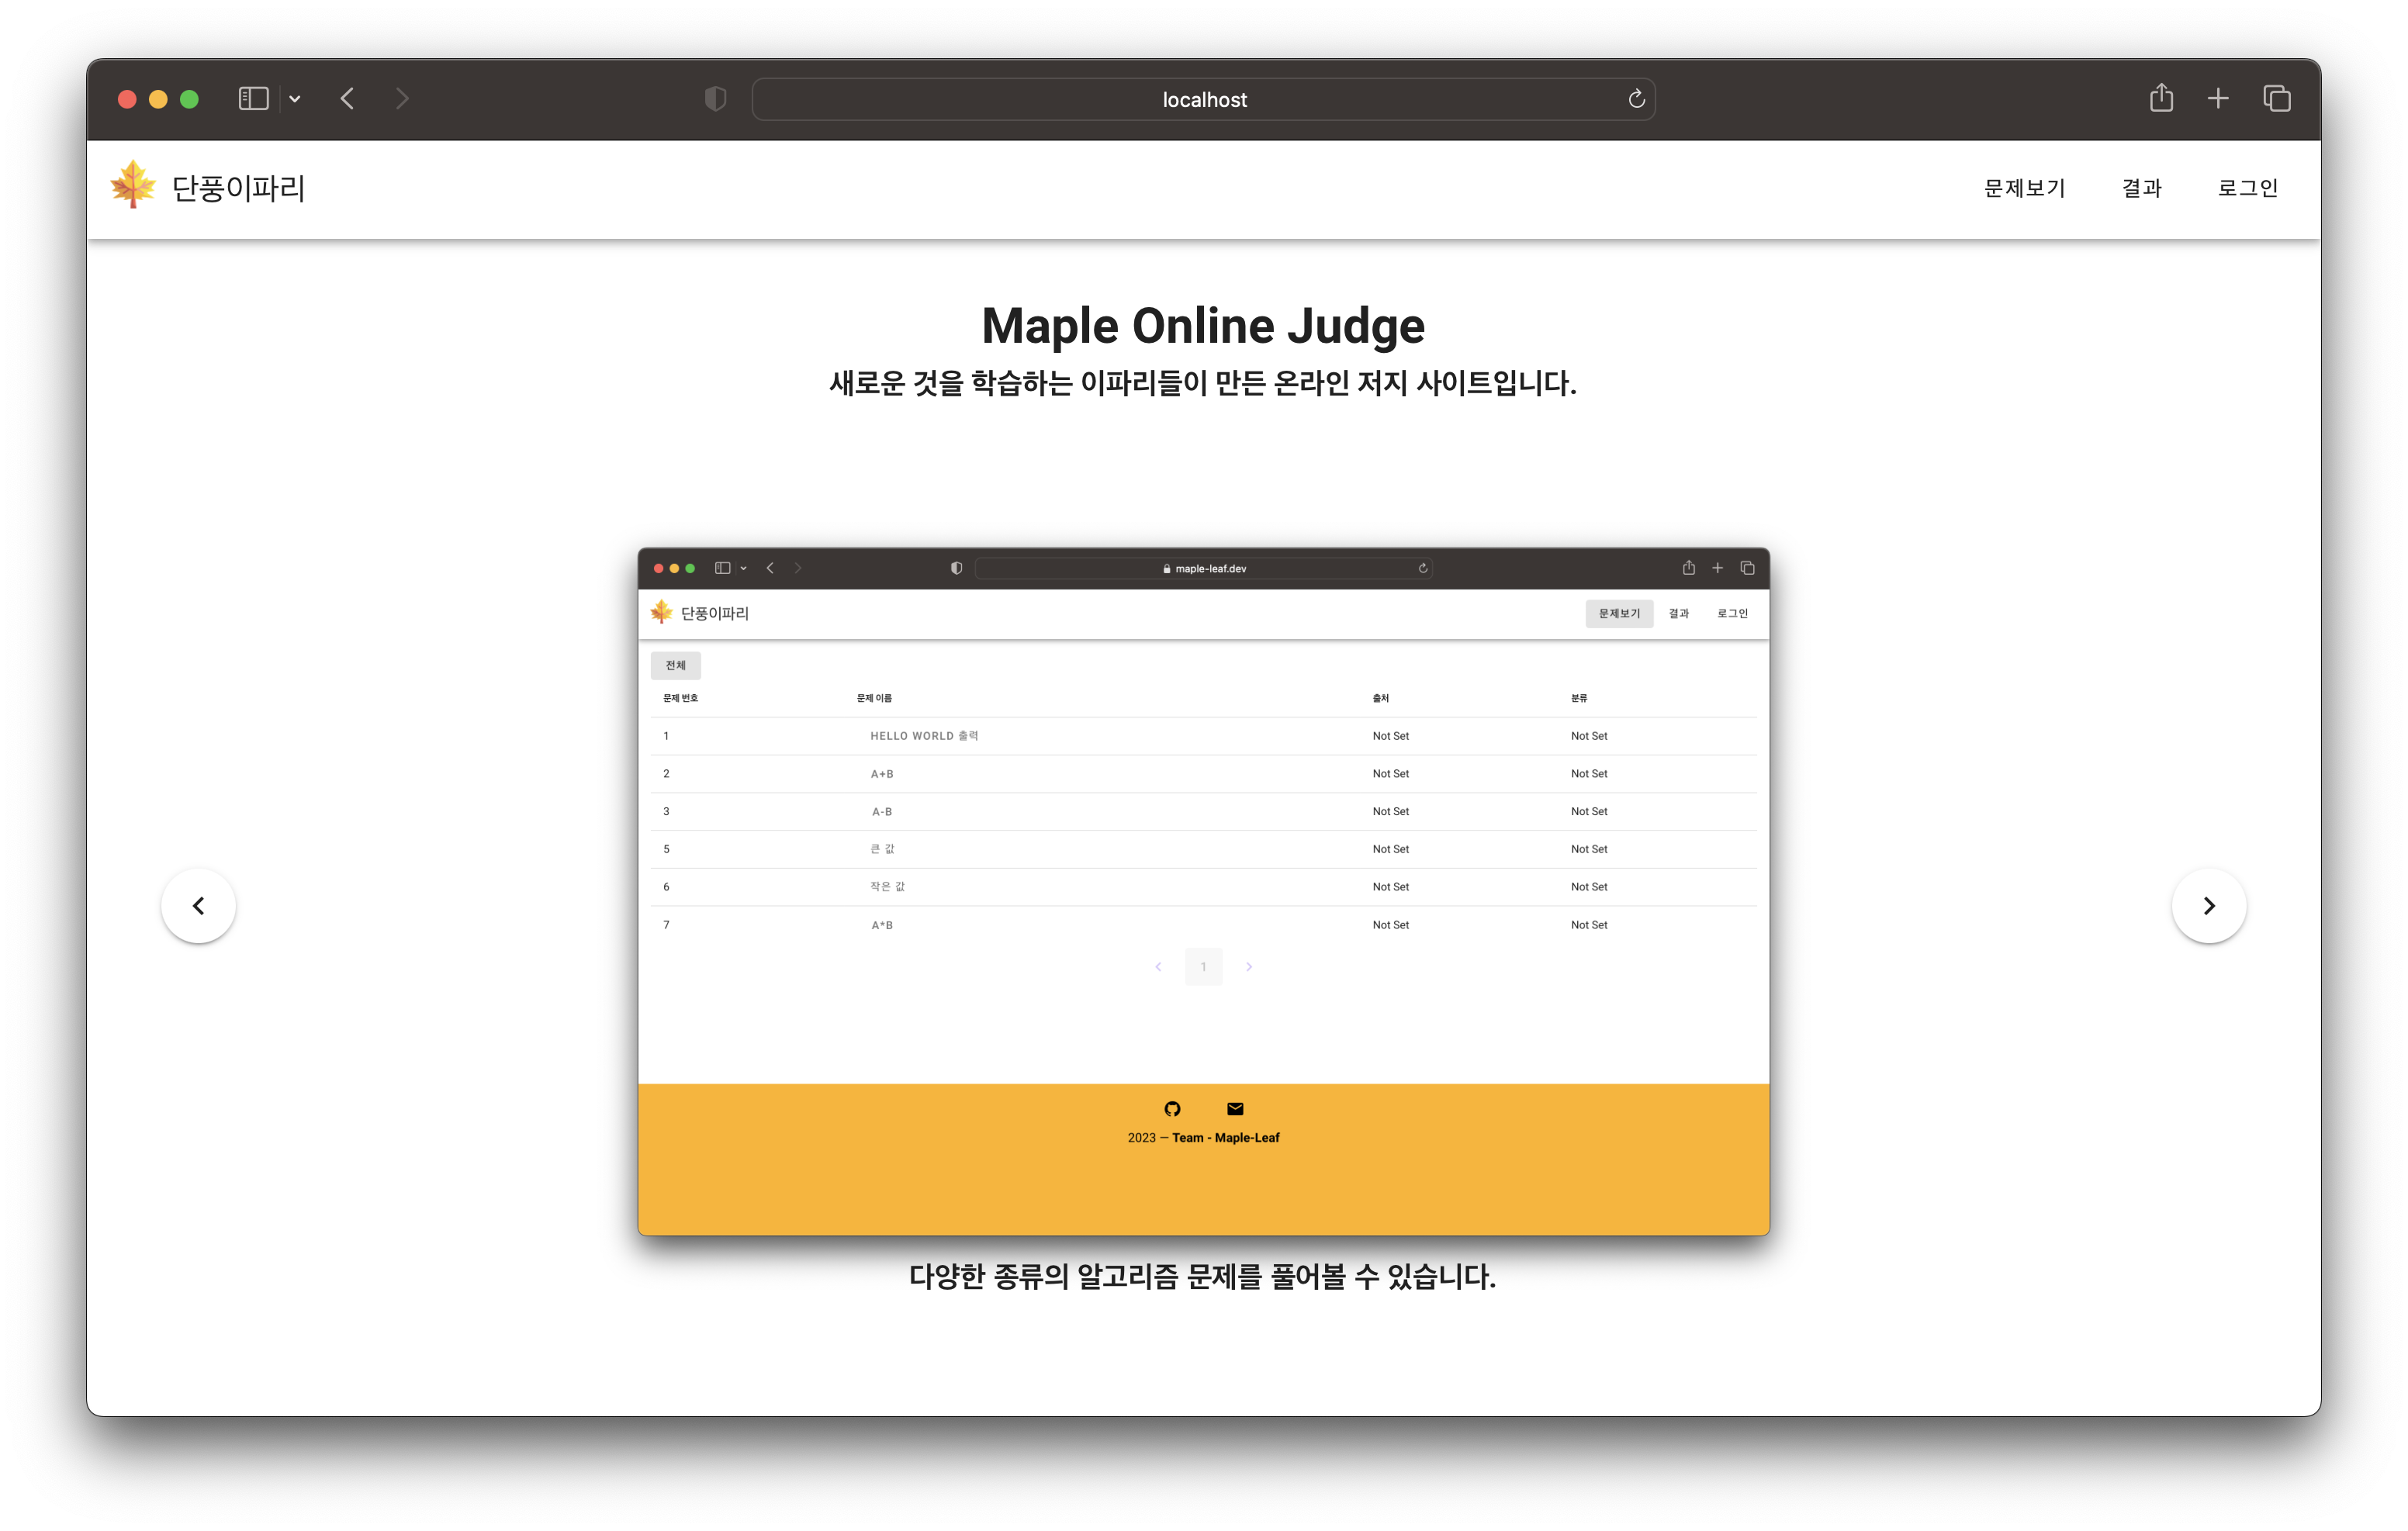 localhost
단풍이파리
문제보기 결과 로그인
Maple Online Judge
새로운 것을 학습하는 이파리들이 만든 온라인 저지 사이트입니다.
maple-leaf.dev
단풍이파리
문제보기 결과 로그인
전체
문제 번호 문제 이름 출처 분류
1 HELLO WORLD 출력 Not Set Not Set
2 A+B Not Set Not Set
3 A-B Not Set Not Set
5 큰 값 Not Set Not Set
6 작은 값 Not Set Not Set
7 A*B Not Set Not Set
1
2023 — Team - Maple-Leaf
다양한 종류의 알고리즘 문제를 풀어볼 수 있습니다.